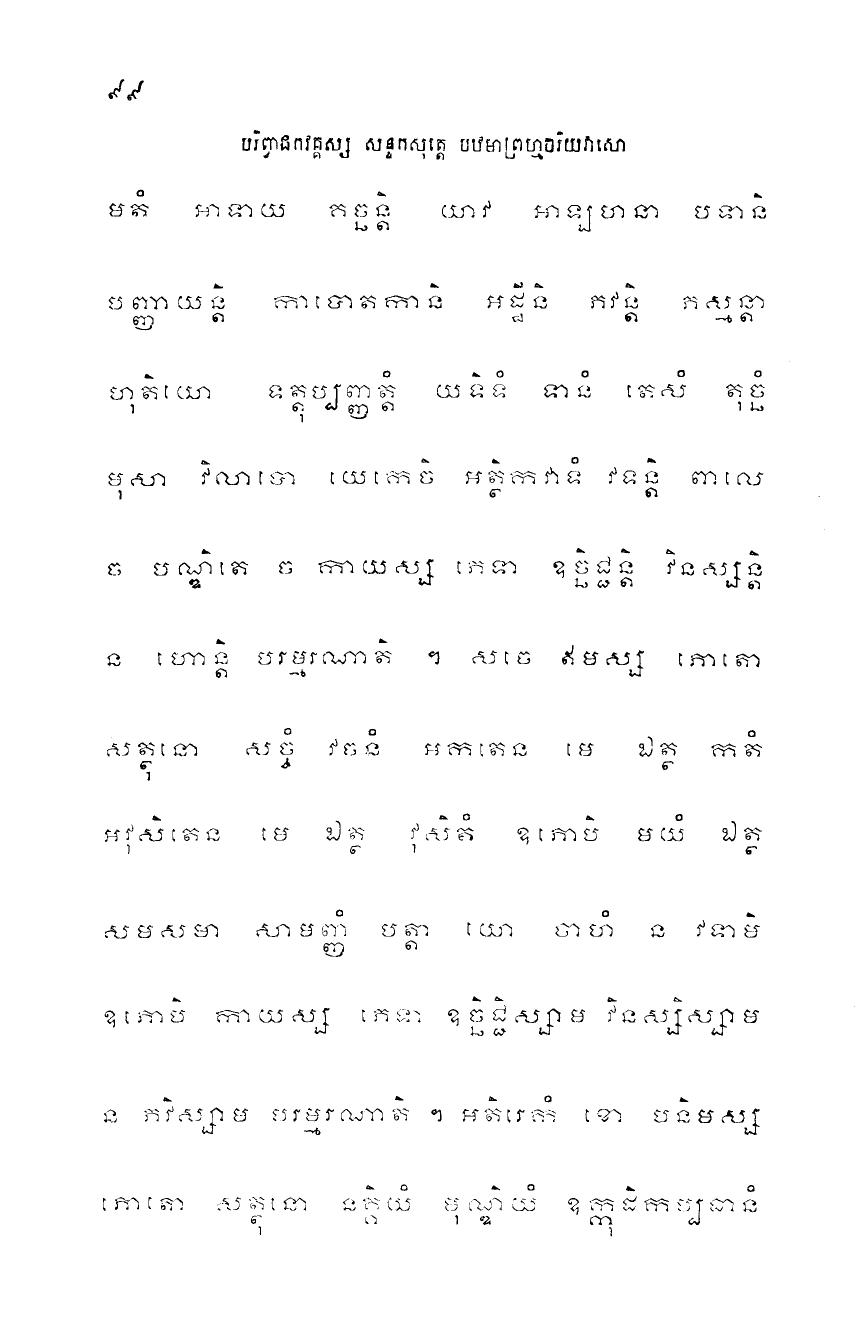 ៩៩
បរិព្វាជកវគ្គស្ស សន្ទកសុត្តេ បឋមាព្រហ្មចរិយវាសោ
មតំ អាទាយ គច្ឆន្តិ យាវ អាឡាហនា បទានិ
បញ្ញាយន្តិ កាបោតកានិ អដ្ឋីនិ ភវន្តិ ភស្មន្តា
ហុតិយោ ទត្តុប្បញ្ញត្តំ យទិទំ ទានំ តេសំ តុច្ឆំ
មុសា វិលាបោ យេកេចិ អត្ថិកវាទំ វទន្តិ ពាលេ
ច បណ្ឌិតេ ច កាយស្ស ភេទា ឧច្ឆិជ្ជន្តិ វិនស្សន្តិ
ន ហោន្តិ បរម្មរណាតិ ។ សចេ ឥមស្ស ភោតោ
សត្ថុនោ សច្ចំ វចនំ អកតេន មេ ឯត្ថ កតំ
អវុសិតេន មេ ឯត្ថ វុសិតំ ឧភោបិ មយំ ឯត្ថ
សមសមា សាមញ្ញំ បត្តា យោ ចាហំ ន វទាមិ
ឧភោបិ កាយស្ស ភេទា ឧច្ឆិជ្ជិស្សាម វិនស្សិស្សាម
ន ភវិស្សាម បរម្មរណាតិ ។ អតិរេកំ ខោ បនិមស្ស
ភោតោ សត្ថុនោ នគ្គិយំ មុណ្ឌិយំ ឧក្កុដិកប្បធានំ